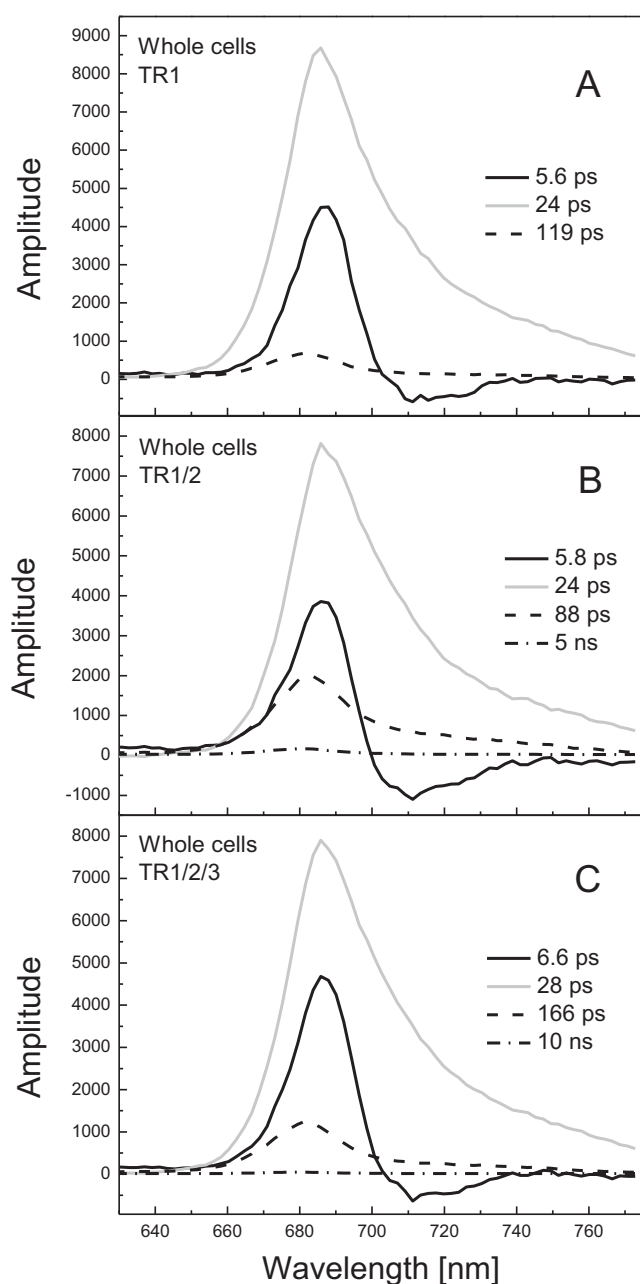 9000
8000
7000
6000
5000
4000
3000
2000
1000
0
Amplitude
Whole cells
TR1
A
5.6 ps
24 ps
119 ps
8000
7000
6000
5000
4000
3000
2000
1000
0
-1000
Amplitude
Whole cells
TR1/2
B
5.8 ps
24 ps
88 ps
5 ns
8000
7000
6000
5000
4000
3000
2000
1000
0
Amplitude
Whole cells
TR1/2/3
C
6.6 ps
28 ps
166 ps
10 ns
640 660 680 700 720 740 760
Wavelength [nm]